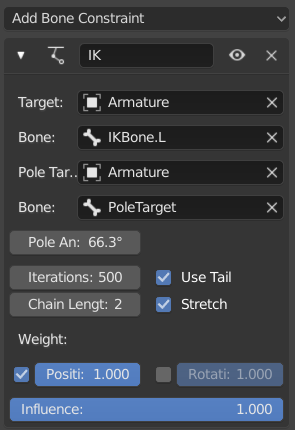 Add Bone Constraint
IK
Target: Armature
Bone: IKBone.L
Pole Tar.. Armature
Bone: PoleTarget
Pole An: 66.3°
Iterations: 500 Use Tail
Chain Lengt: 2 Stretch
Weight:
Positi: 1.000 Rotati: 1.000
Influence: 1.000